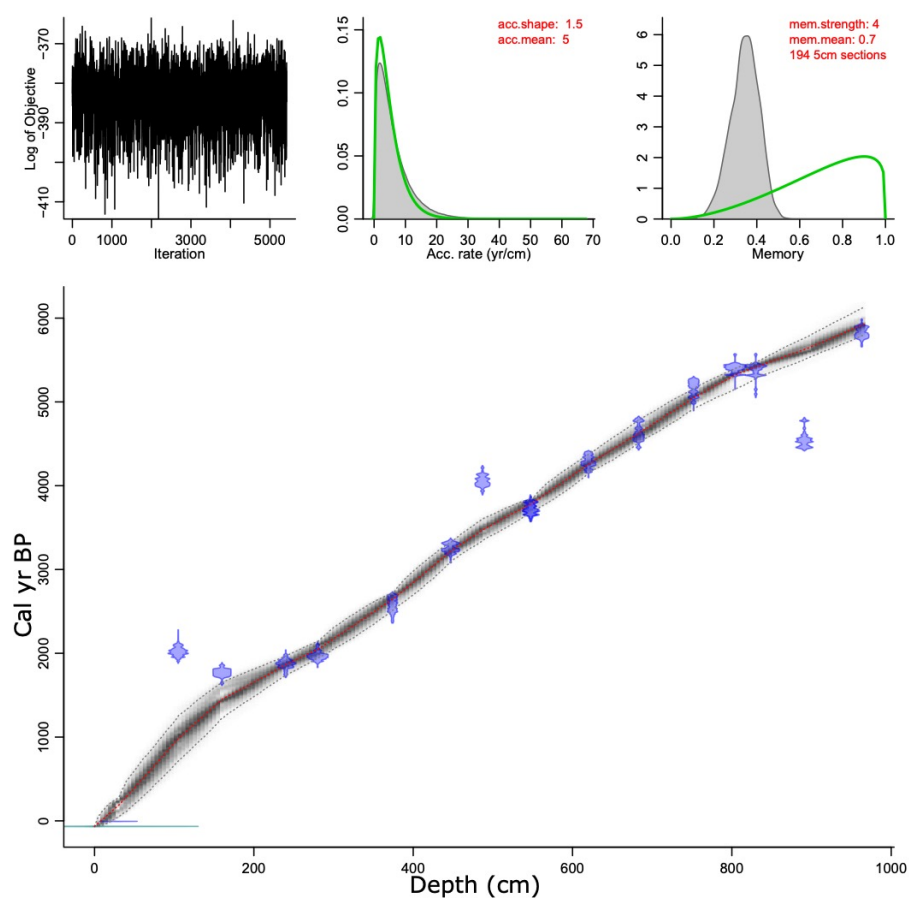 -370
-390
-410
Log of Objective
0 1000 3000 5000
Iteration
acc.shape: 1.5
acc.mean: 5
0.15
0.10
0.05
0.00
0 10 20 30 40 50 60 70
Acc. rate (yr/cm)
mem.strength: 4
mem.mean: 0.7
194 5cm sections
6
5
4
3
2
1
0
0.0 0.2 0.4 0.6 0.8 1.0
Memory
6000
5000
4000
3000
2000
1000
0
Cal yr BP
0 200 400 600 800 1000
Depth (cm)